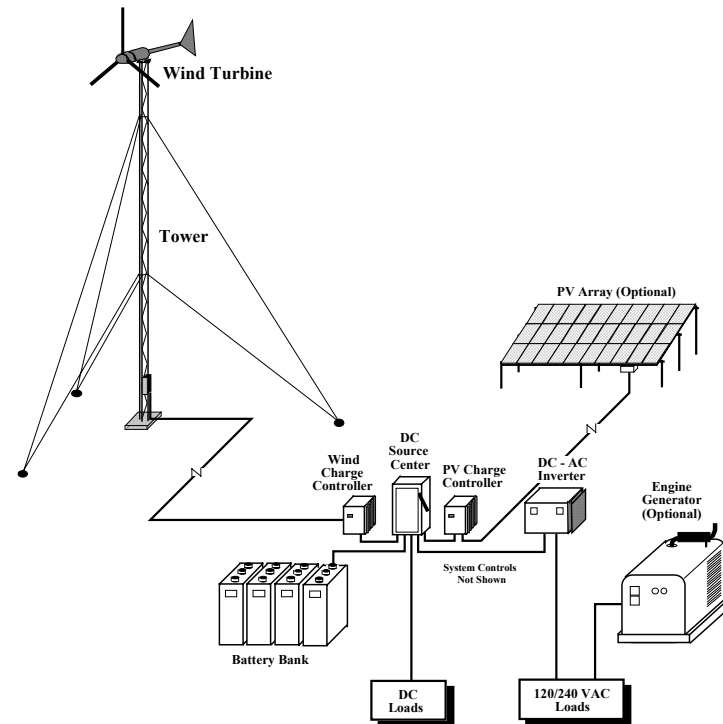 Wind Turbine
Tower
PV Array (Optional)
DC
Source
Center
Wind
Charge
Controller
PV Charge
Controller
DC - AC
Inverter
Engine
Generator
(Optional)
System Controls
Not Shown
Battery Bank
DC
Loads
120/240 VAC
Loads